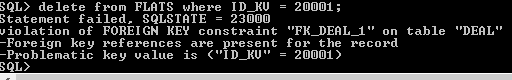 SQL> delete from FLATS where ID_KV = 20001;
Statement failed, SQLSTATE = 23000
violation of FOREIGN KEY constraint "FK_DEAL_1" on table "DEAL"
-Foreign key references are present for the record
-Problematic key value is ("ID_KV" = 20001)
SQL>